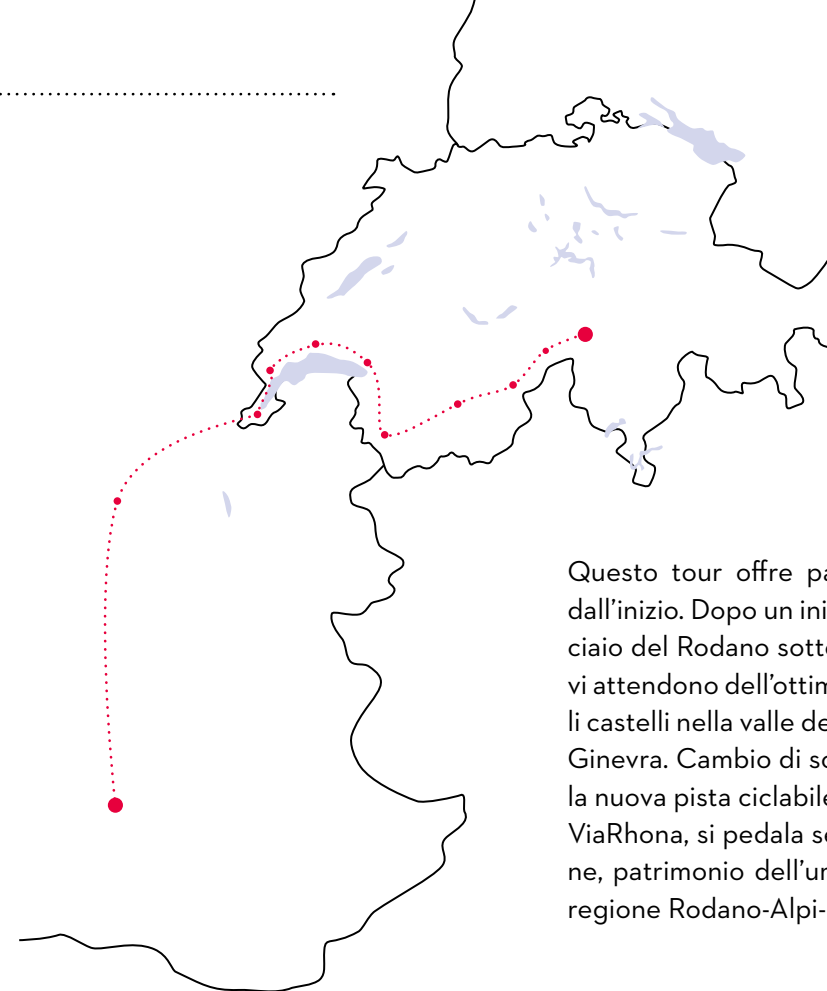 Questo tour offre pa
dall’inizio. Dopo un ini
ciaio del Rodano sotto
vi attendono dell’ottim
li castelli nella valle de
Ginevra. Cambio di sc
la nuova pista ciclabile
ViaRhona, si pedala se
ne, patrimonio dell’un
regione Rodano-Alpi-